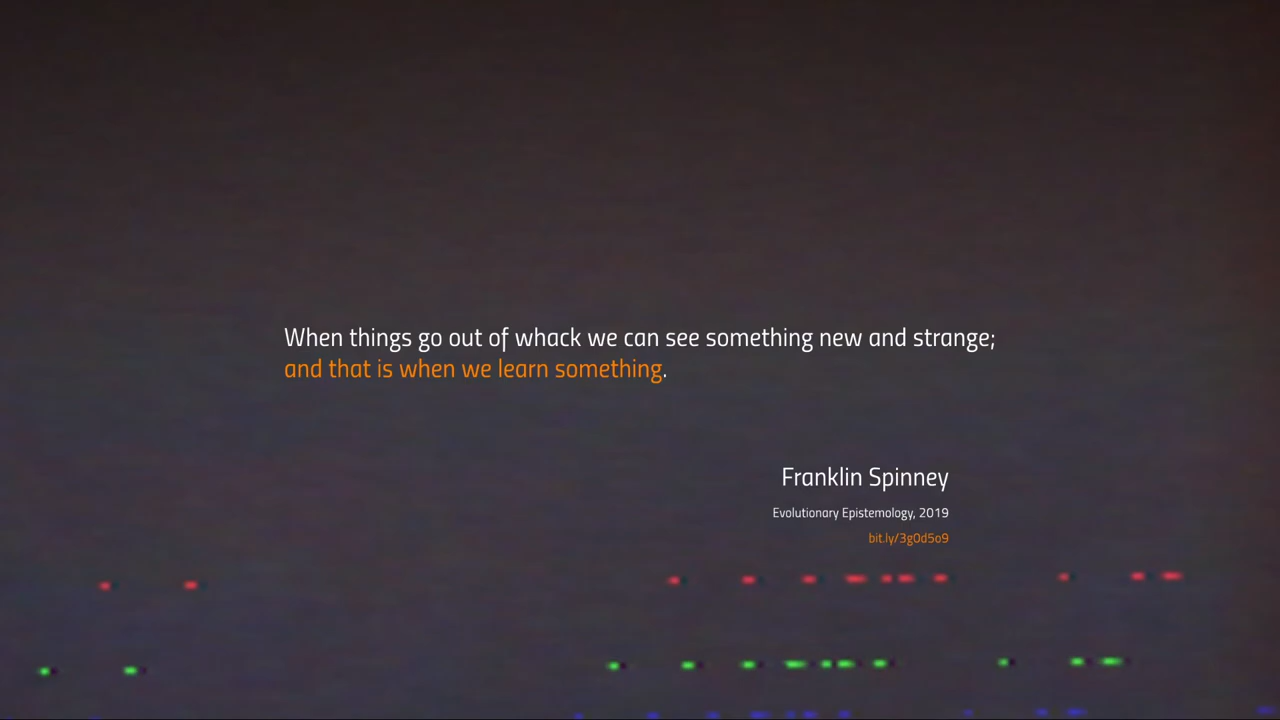 When things go out of whack we can see something new and strange;
and that is when we learn something.
Franklin Spinney
Evolutionary Epistemology, 2019
bit.ly/3g0d5o9